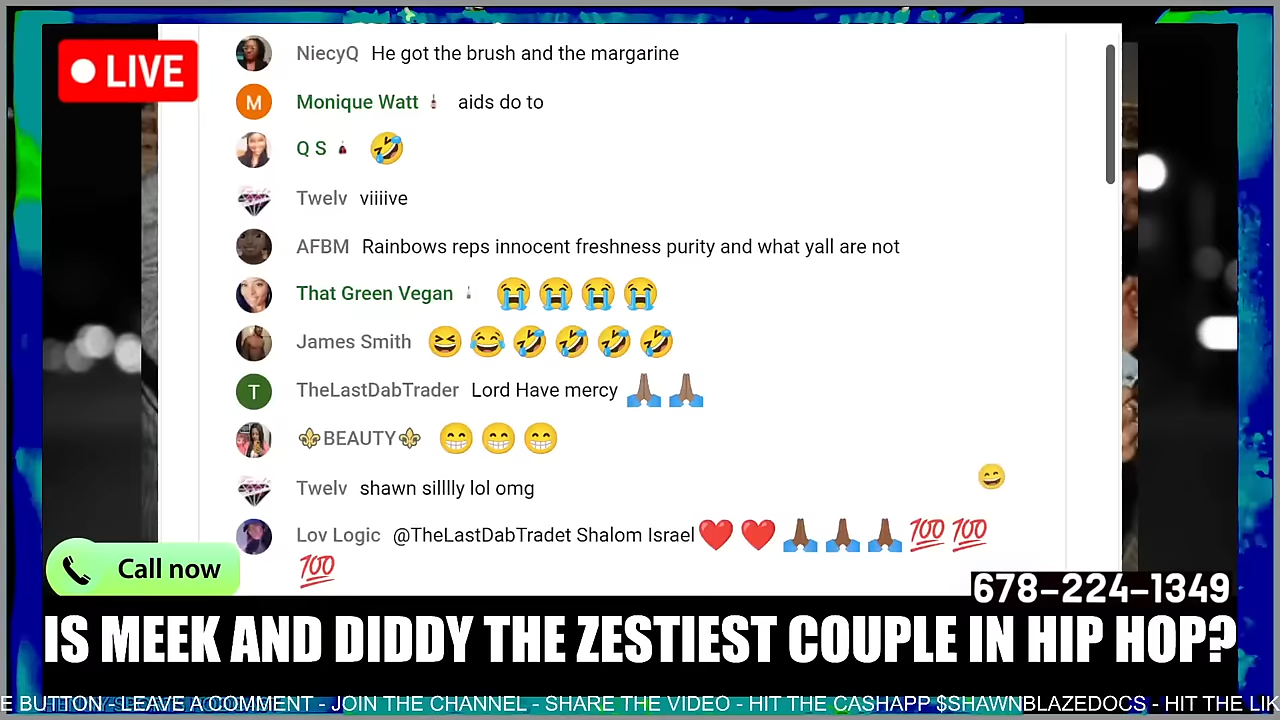 LIVE
NiecyQ He got the brush and the margarine
M Monique Watt aids do to
Q S 🤣
Twelv viiiive
AFBM Rainbows reps innocent freshness purity and what yall are not
That Green Vegan 😭😭😭😭
James Smith 😆😂🤣🤣🤣🤣
T TheLastDabTrader Lord Have mercy 🙏🏽🙏🏽
⚜️BEAUTY⚜️ 😁😁😁
Twelv shawn silllly lol omg
Lov Logic @TheLastDabTradet Shalom Israel❤️❤️🙏🏾🙏🏾🙏🏾💯💯
💯
Call now
678-224-1349
IS MEEK AND DIDDY THE ZESTIEST COUPLE IN HIP HOP?
E BUTTON - LEAVE A COMMENT - JOIN THE CHANNEL - SHARE THE VIDEO - HIT THE CASHAPP $SHAWNBLAZEDOCS - HIT THE LIK